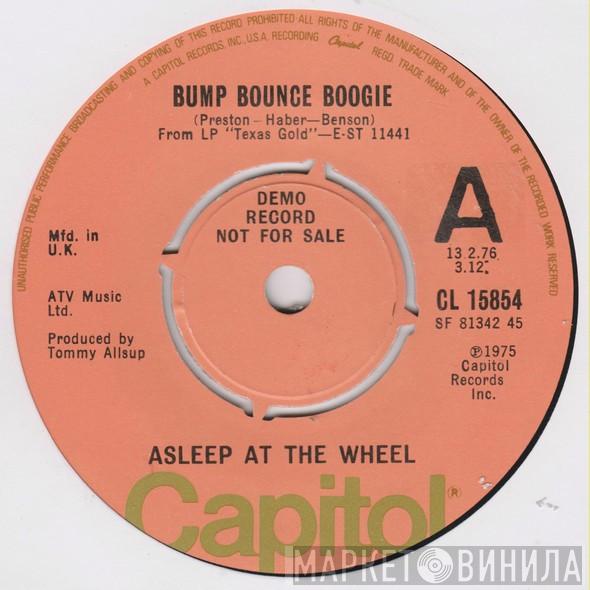 UNAUTHORISED PUBLIC PERFORMANCE BROADCASTING AND COPYING OF THIS RECORD PROHIBITED ALL RIGHTS OF THE MANUFACTURER AND OF THE OWNER OF THE RECORDED WORK RESERVED
A CAPITOL RECORDS, INC., U.S.A. RECORDING Capitol REGD. TRADE MARK
BUMP BOUNCE BOOGIE
(Preston-Haber-Benson)
From LP "Texas Gold"-E-ST 11441
A
DEMO
RECORD
NOT FOR SALE
Mfd. in
U.K.
13.2.76
3.12
ATV Music
Ltd.
CL 15854
SF 81342 45
Produced by
Tommy Allsup
℗1975
Capitol
Records
Inc.
ASLEEP AT THE WHEEL
Capitol®
МАРКЕТ ВИНИЛА